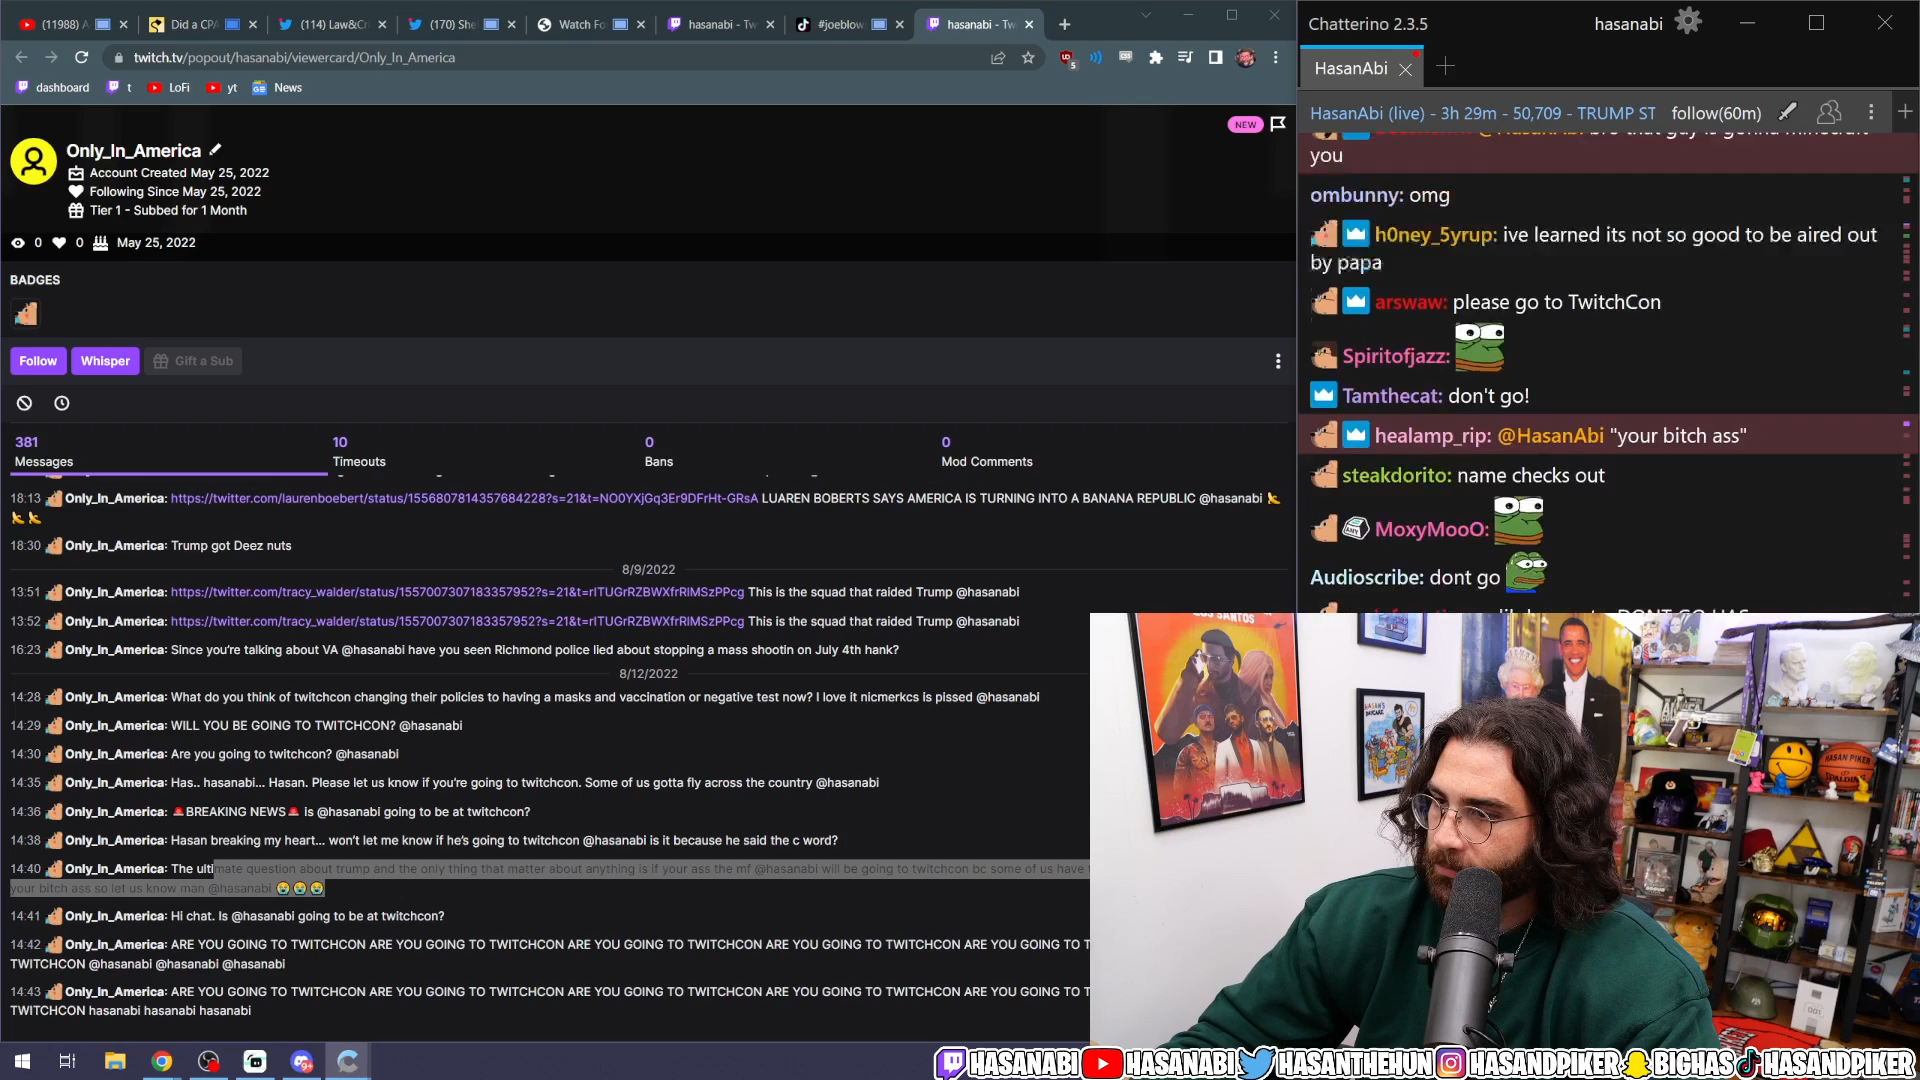 (11988) A
Did a CPA
(114) Law&Cr
(170) She
Watch Fo
hasanabi - Tw
#joeblow
hasanabi - Tw
twitch.tv/popout/hasanabi/viewercard/Only_In_America
dashboard t LoFi yt News
NEW
Only_In_America
Account Created May 25, 2022
Following Since May 25, 2022
Tier 1 - Subbed for 1 Month
0 0 May 25, 2022
BADGES
Follow Whisper Gift a Sub
381 10 0 0
Messages Timeouts Bans Mod Comments
18:13 Only_In_America: https://twitter.com/laurenboebert/status/1556807814357684228?s=21&t=NO0YXjGq3Er9DFrHt-GRsA LUAREN BOBERTS SAYS AMERICA IS TURNING INTO A BANANA REPUBLIC @hasanabi 🍌
🍌🍌
18:30 Only_In_America: Trump got Deez nuts
8/9/2022
13:51 Only_In_America: https://twitter.com/tracy_walder/status/1557007307183357952?s=21&t=rITUGrRZBWXfrRIMSzPPcg This is the squad that raided Trump @hasanabi
13:52 Only_In_America: https://twitter.com/tracy_walder/status/1557007307183357952?s=21&t=rITUGrRZBWXfrRIMSzPPcg This is the squad that raided Trump @hasanabi
16:23 Only_In_America: Since you're talking about VA @hasanabi have you seen Richmond police lied about stopping a mass shootin on July 4th hank?
8/12/2022
14:28 Only_In_America: What do you think of twitchcon changing their policies to having a masks and vaccination or negative test now? I love it nicmerkcs is pissed @hasanabi
14:29 Only_In_America: WILL YOU BE GOING TO TWITCHCON? @hasanabi
14:30 Only_In_America: Are you going to twitchcon? @hasanabi
14:35 Only_In_America: Has.. hasanabi... Hasan. Please let us know if you're going to twitchcon. Some of us gotta fly across the country @hasanabi
14:36 Only_In_America: 🚨BREAKING NEWS🚨 is @hasanabi going to be at twitchcon?
14:38 Only_In_America: Hasan breaking my heart... won't let me know if he's going to twitchcon @hasanabi is it because he said the c word?
14:40 Only_In_America: The ultimate question about trump and the only thing that matter about anything is if your ass the mf @hasanabi will be going to twitchcon bc some of us have
your bitch ass so let us know man @hasanabi 😭😭😭
14:41 Only_In_America: Hi chat. Is @hasanabi going to be at twitchcon?
14:42 Only_In_America: ARE YOU GOING TO TWITCHCON ARE YOU GOING TO TWITCHCON ARE YOU GOING TO TWITCHCON ARE YOU GOING TO T
TWITCHCON @hasanabi @hasanabi @hasanabi
14:43 Only_In_America: ARE YOU GOING TO TWITCHCON ARE YOU GOING TO TWITCHCON ARE YOU GOING TO TWITCHCON ARE YOU GOING TO T
TWITCHCON hasanabi hasanabi hasanabi
Chatterino 2.3.5 hasanabi
HasanAbi
HasanAbi (live) - 3h 29m - 50,709 - TRUMP ST follow(60m)
you
ombunny: omg
h0ney_5yrup: ive learned its not so good to be aired out
by papa
arswaw: please go to TwitchCon
Spiritofjazz:
Tamthecat: don't go!
healamp_rip: @HasanAbi "your bitch ass"
steakdorito: name checks out
MoxyMooO:
Audioscribe: dont go
LOS SANTOS
HASAN PIKER
SPALDING
HASANABI HASANABI HASANTHEHUN HASANDPIKER BIGHAS HASANDPIKER